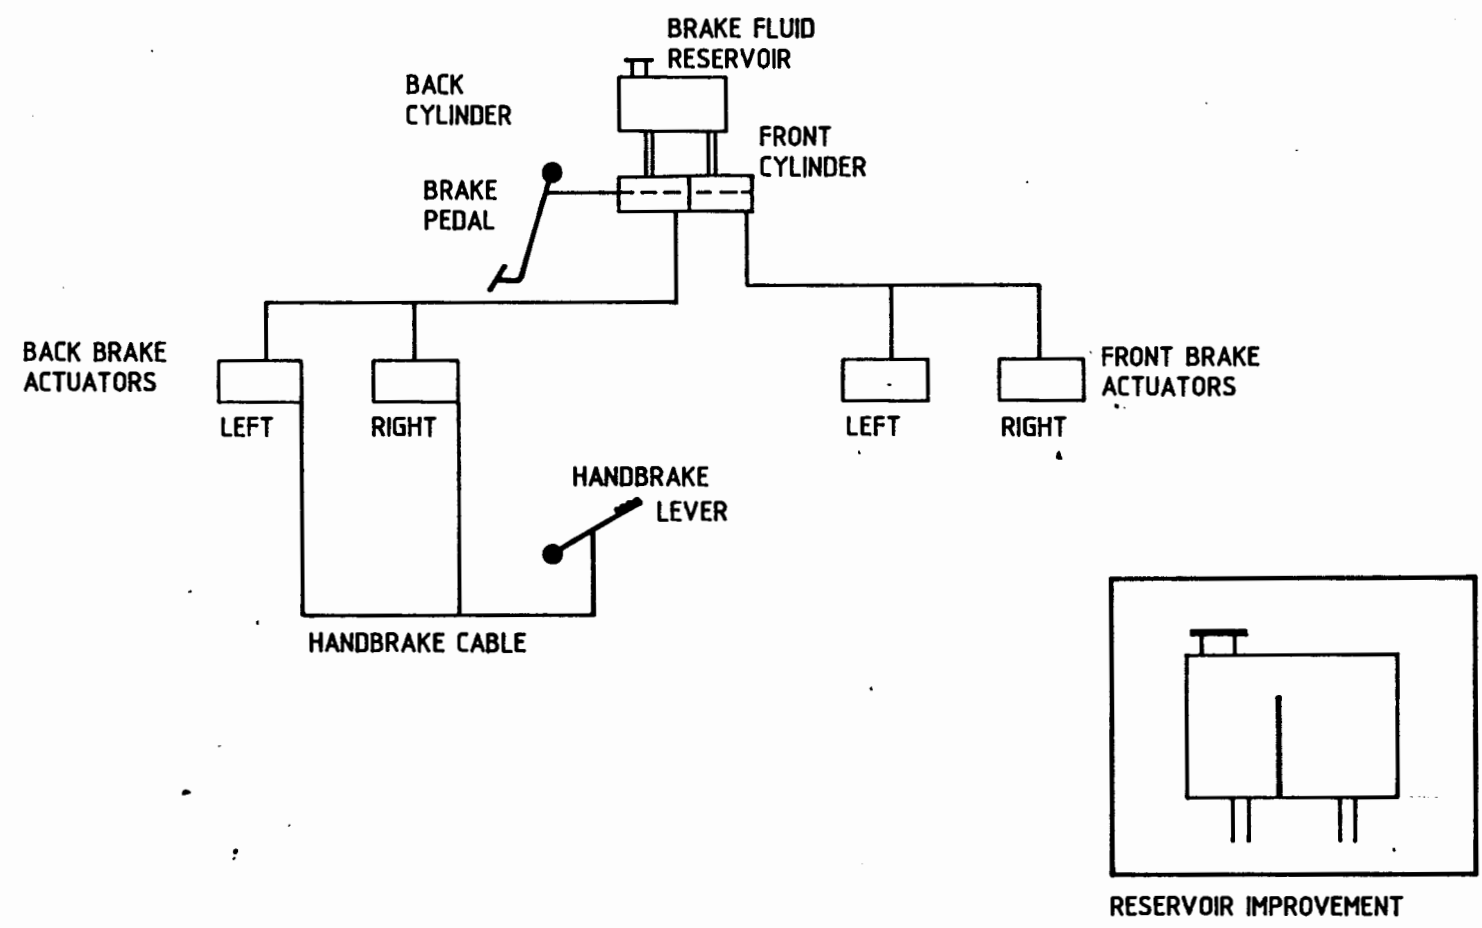 BRAKE FLUID
RESERVOIR
BACK
CYLINDER
FRONT
CYLINDER
BRAKE
PEDAL
BACK BRAKE
ACTUATORS
LEFT
RIGHT
FRONT BRAKE
ACTUATORS
LEFT
RIGHT
HANDBRAKE
LEVER
HANDBRAKE CABLE
RESERVOIR IMPROVEMENT